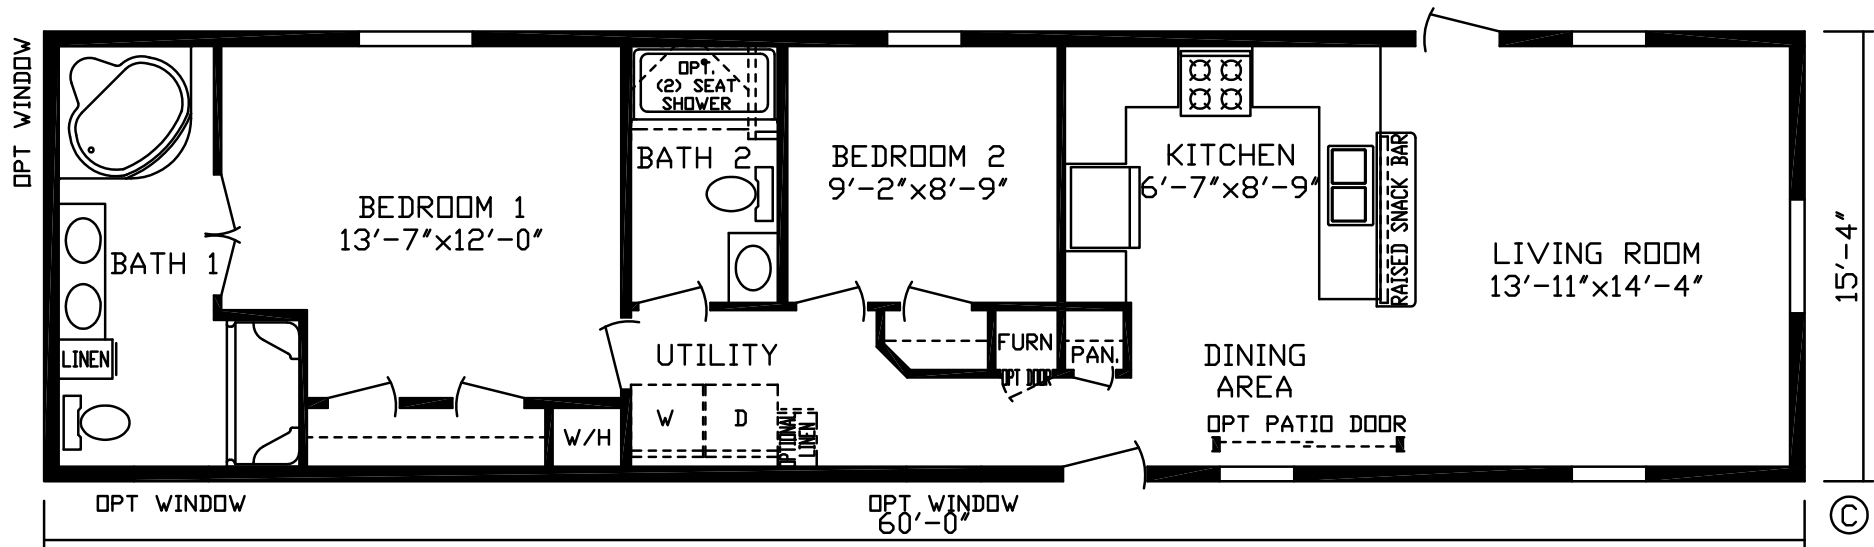 OPT WINDOW
BATH 1
LINEN
BEDROOM 1
13'-7"x12'-0"
W/H
OPT.
(2) SEAT
SHOWER
BATH 2
UTILITY
W
D
OPTIONAL
LINEN
BEDROOM 2
9'-2"x8'-9"
FURN
OPT DOOR
PAN.
KITCHEN
6'-7"x8'-9"
RAISED SNACK BAR
DINING
AREA
OPT PATIO DOOR
LIVING ROOM
13'-11"x14'-4"
15'-4"
OPT WINDOW
OPT WINDOW
60'-0"
©